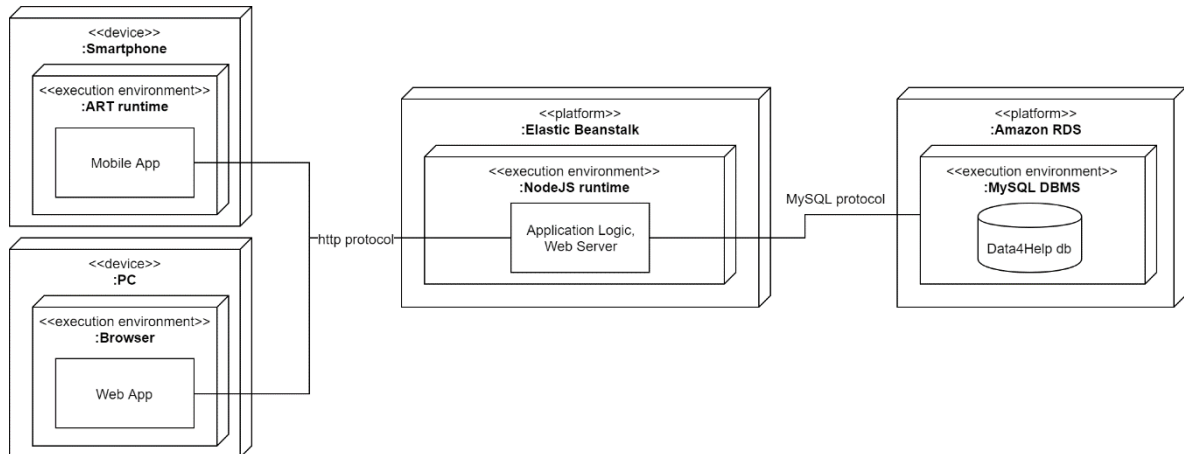 <<device>>
:Smartphone
<<execution environment>>
:ART runtime
Mobile App
<<device>>
:PC
<<execution environment>>
:Browser
Web App
http protocol
<<platform>>
:Elastic Beanstalk
<<execution environment>>
:NodeJS runtime
Application Logic,
Web Server
MySQL protocol
<<platform>>
:Amazon RDS
<<execution environment>>
:MySQL DBMS
Data4Help db